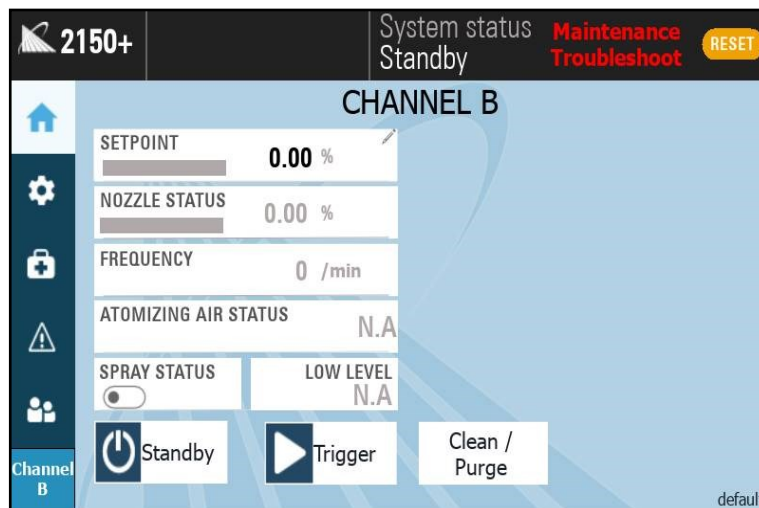 2150+
System status
Standby
Maintenance
Troubleshoot
RESET
CHANNEL B
SETPOINT
0.00 %
NOZZLE STATUS
0.00 %
FREQUENCY
0 /min
ATOMIZING AIR STATUS
N.A
SPRAY STATUS
LOW LEVEL
N.A
Standby
Trigger
Clean /
Purge
Channel
B
defaul